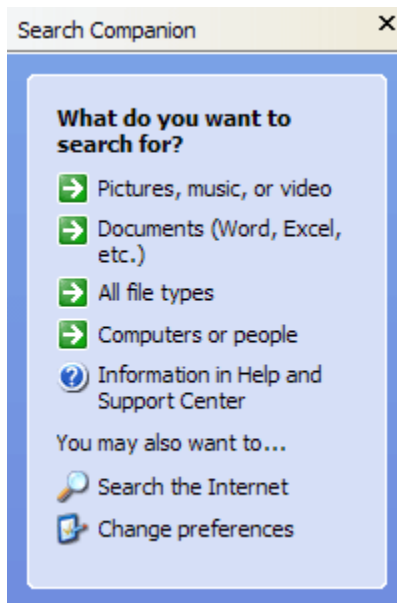 Search Companion
What do you want to
search for?
Pictures, music, or video
Documents (Word, Excel,
etc.)
All file types
Computers or people
Information in Help and
Support Center
You may also want to...
Search the Internet
Change preferences